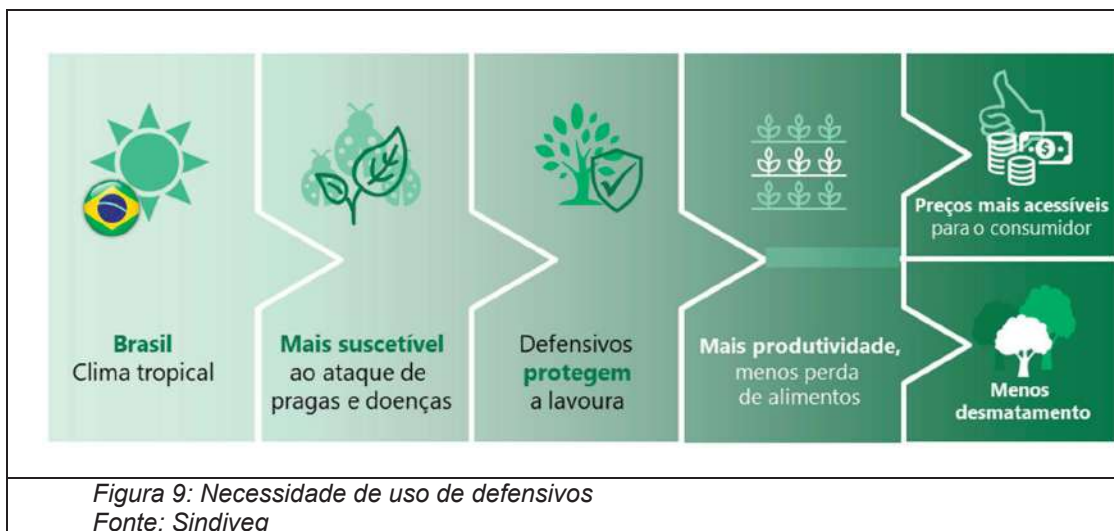 Brasil
Clima tropical
Mais suscetível
ao ataque de
pragas e doenças
Defensivos
protegem
a lavoura
Mais produtividade,
menos perda
de alimentos
Preços mais acessíveis
para o consumidor
Menos
desmatamento
Figura 9: Necessidade de uso de defensivos
Fonte: Sindiveg